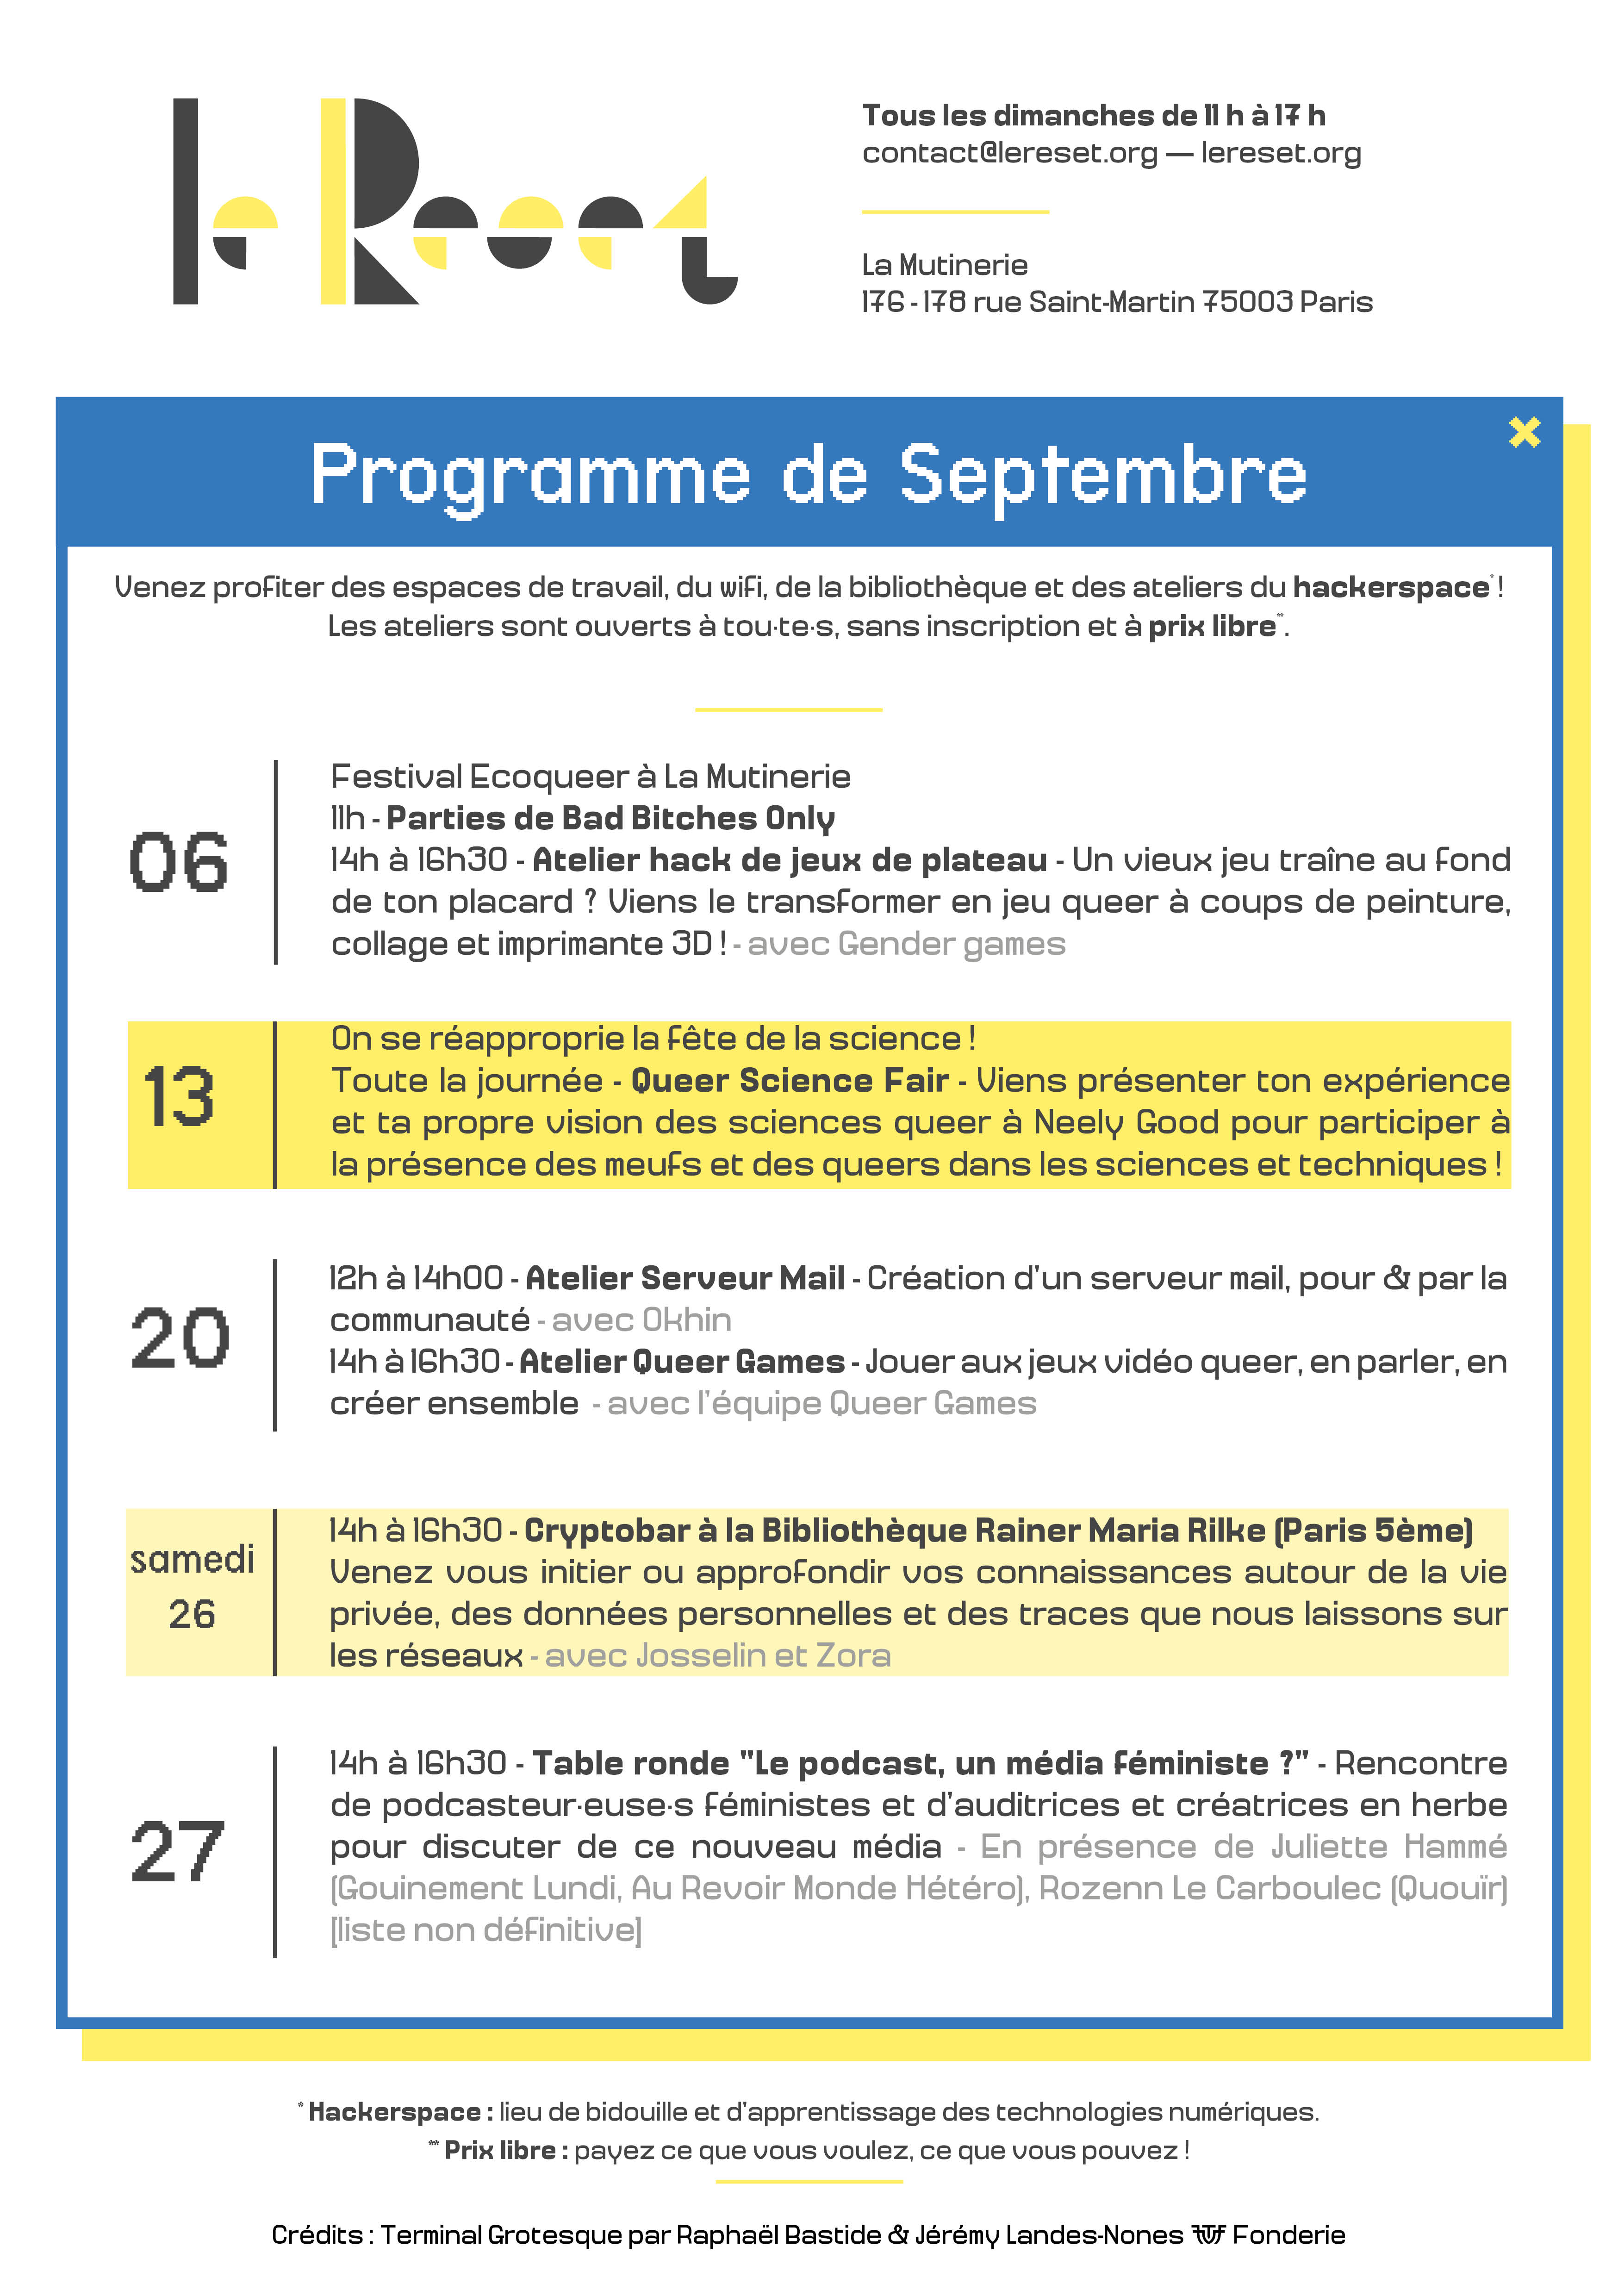 le Reset
Tous les dimanches de 11 h à 17 h
contact@lereset.org — lereset.org
La Mutinerie
176 - 178 rue Saint-Martin 75003 Paris
Programme de Septembre
Venez profiter des espaces de travail, du wifi, de la bibliothèque et des ateliers du hackerspace* !
Les ateliers sont ouverts à tou·te·s, sans inscription et à prix libre**.
06
Festival Ecoqueer à La Mutinerie
11h - Parties de Bad Bitches Only
14h à 16h30 - Atelier hack de jeux de plateau - Un vieux jeu traîne au fond
de ton placard ? Viens le transformer en jeu queer à coups de peinture,
collage et imprimante 3D ! - avec Gender games
13
On se réapproprie la fête de la science !
Toute la journée - Queer Science Fair - Viens présenter ton expérience
et ta propre vision des sciences queer à Neely Good pour participer à
la présence des meufs et des queers dans les sciences et techniques !
20
12h à 14h00 - Atelier Serveur Mail - Création d'un serveur mail, pour & par la
communauté - avec Okhin
14h à 16h30 - Atelier Queer Games - Jouer aux jeux vidéo queer, en parler, en
créer ensemble - avec l'équipe Queer Games
samedi
26
14h à 16h30 - Cryptobar à la Bibliothèque Rainer Maria Rilke (Paris 5ème)
Venez vous initier ou approfondir vos connaissances autour de la vie
privée, des données personnelles et des traces que nous laissons sur
les réseaux - avec Josselin et Zora
27
14h à 16h30 - Table ronde "Le podcast, un média féministe ?" - Rencontre
de podcasteur·euse·s féministes et d'auditrices et créatrices en herbe
pour discuter de ce nouveau média - En présence de Juliette Hammé
(Gouinement Lundi, Au Revoir Monde Hétéro), Rozenn Le Carboulec (Quouïr)
[liste non définitive]
* Hackerspace : lieu de bidouille et d'apprentissage des technologies numériques.
** Prix libre : payez ce que vous voulez, ce que vous pouvez !
Crédits : Terminal Grotesque par Raphaël Bastide & Jérémy Landes-Nones VTF Fonderie